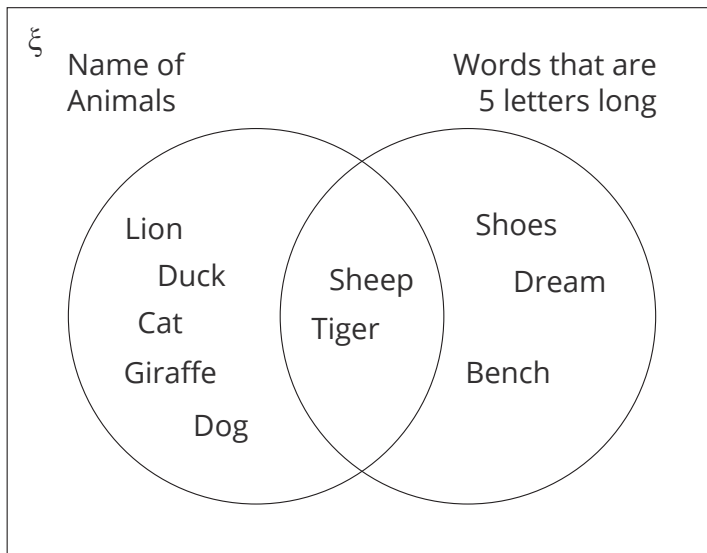 ξ
Name of
Animals
Words that are
5 letters long
Lion
Duck
Cat
Giraffe
Dog
Sheep
Tiger
Shoes
Dream
Bench